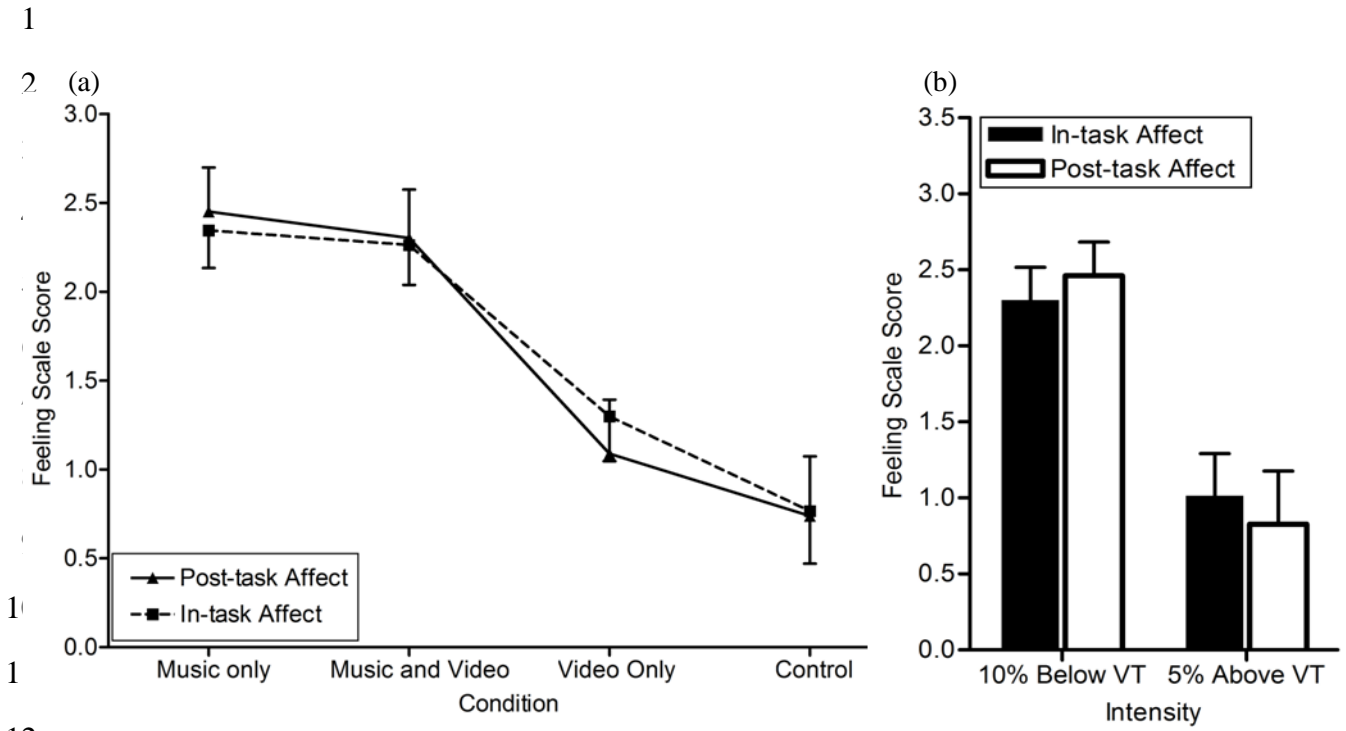 1
2
(a)
3.0
2.5
2.0
1.5
1.0
0.5
0.0
Feeling Scale Score
Post-task Affect
In-task Affect
Music only Music and Video Video Only Control
Condition
(b)
3.5
3.0
2.5
2.0
1.5
1.0
0.5
0.0
Feeling Scale Score
In-task Affect
Post-task Affect
10% Below VT 5% Above VT
Intensity
1